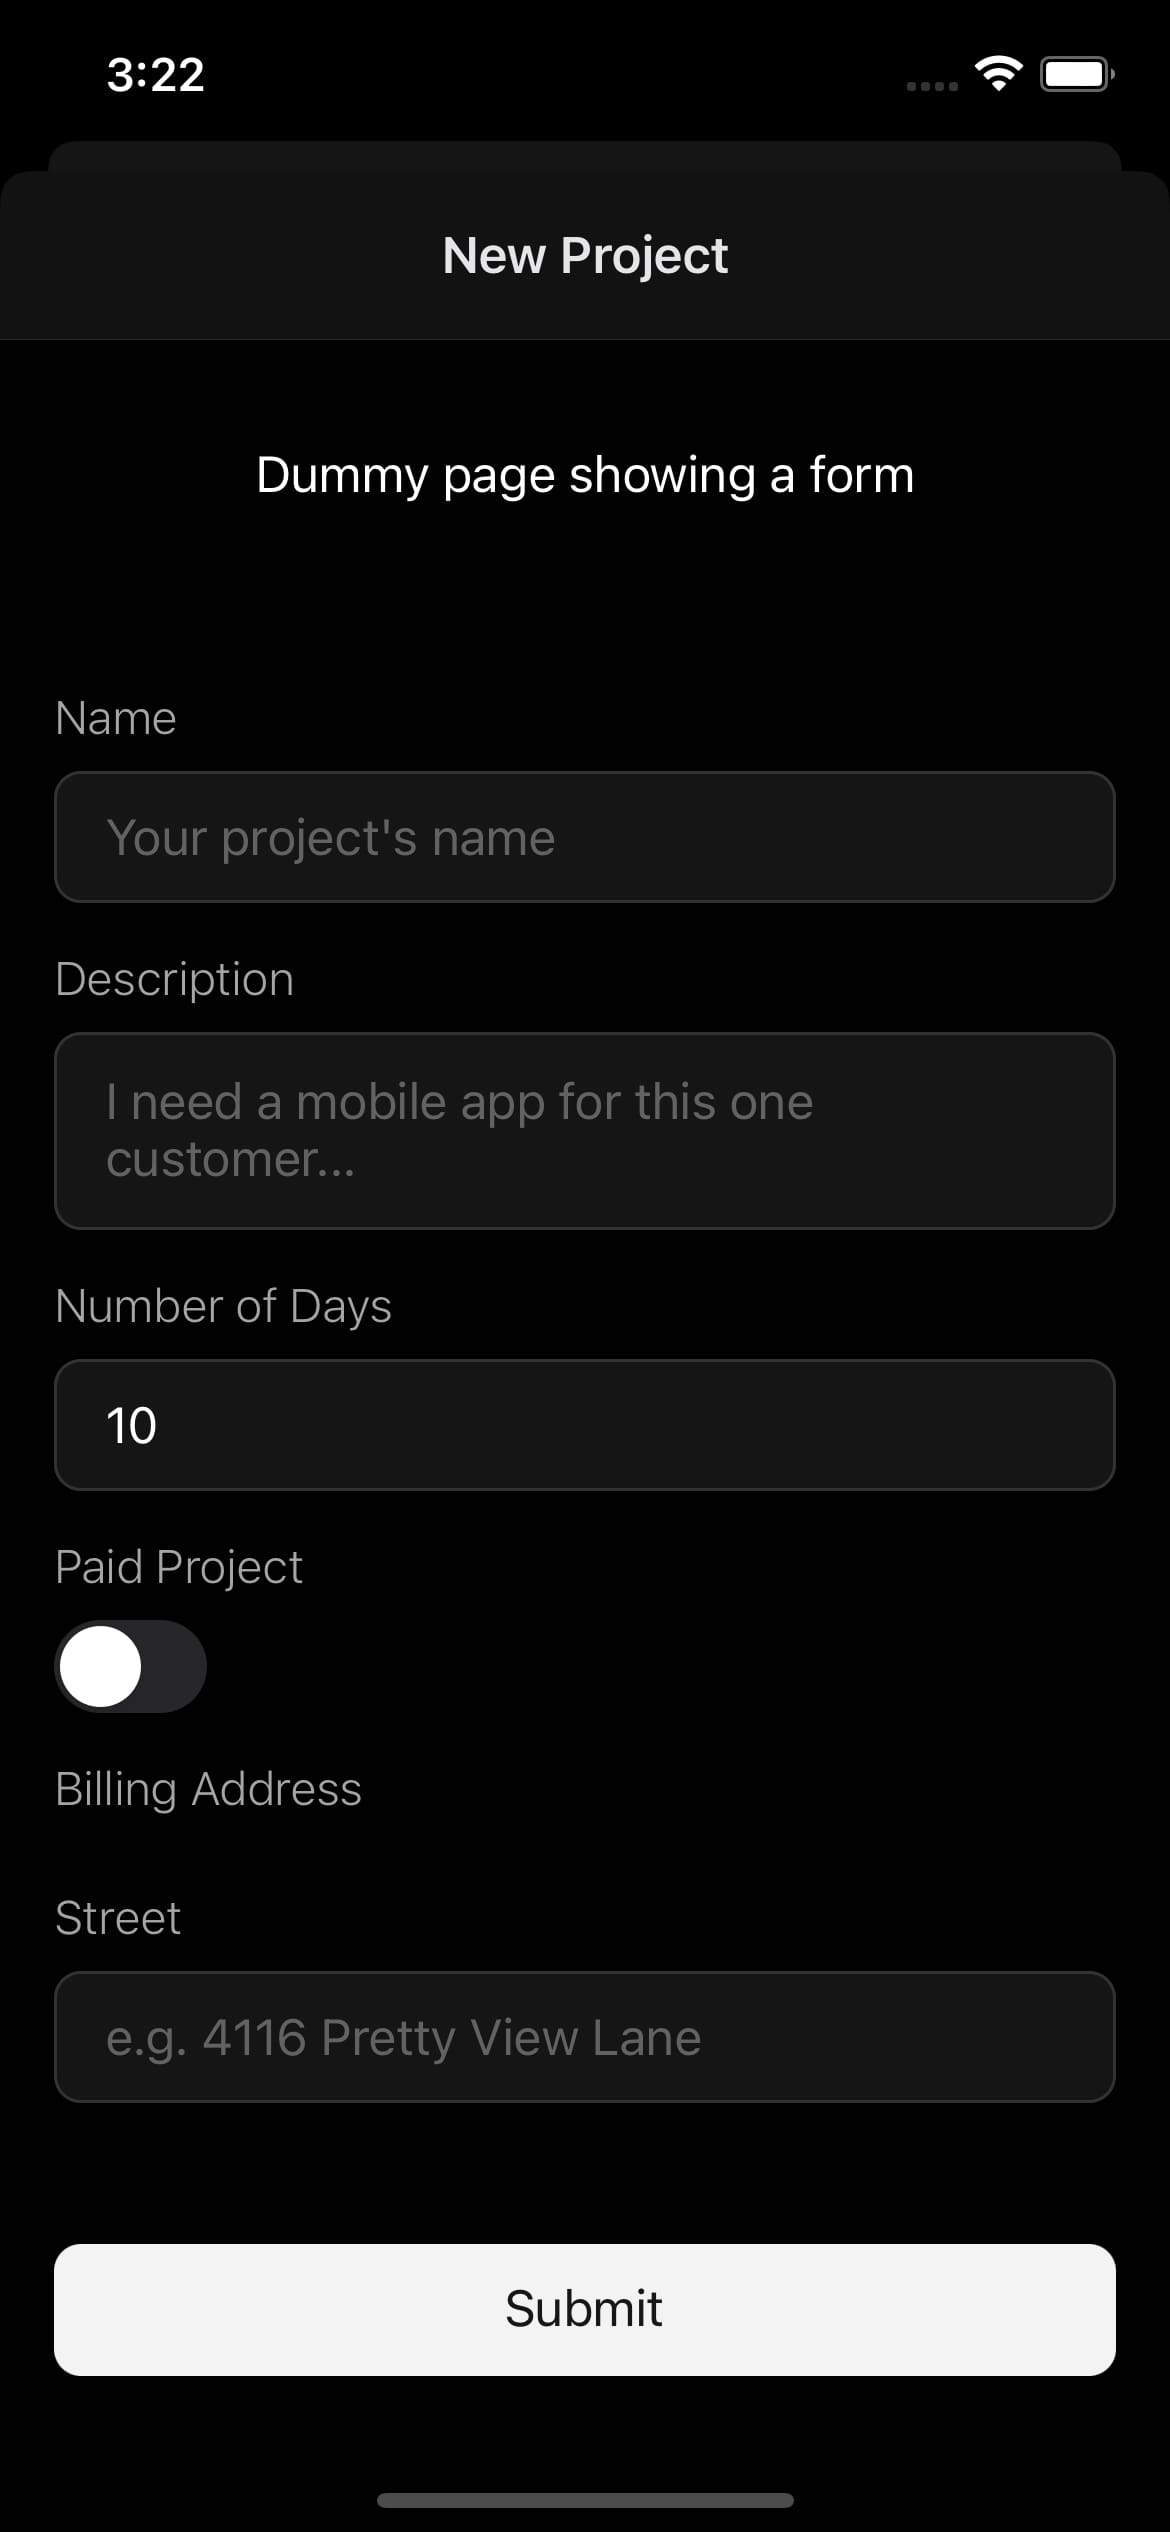 3:22
New Project
Dummy page showing a form
Name
Your project's name
Description
I need a mobile app for this one
customer...
Number of Days
10
Paid Project
Billing Address
Street
e.g. 4116 Pretty View Lane
Submit